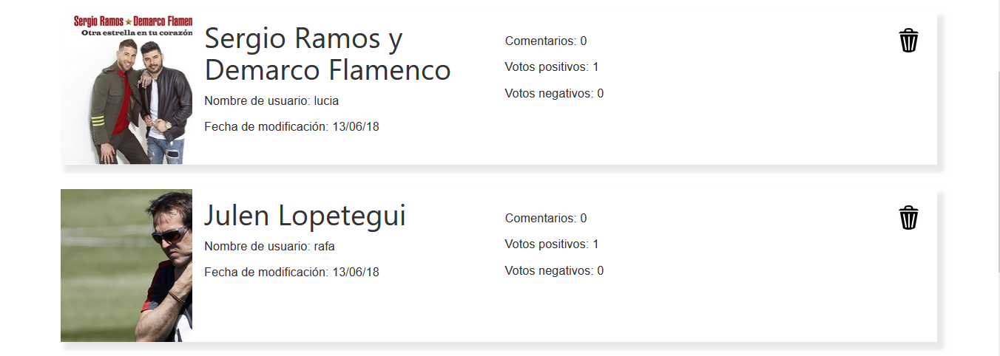 Sergio Ramos ★ Demarco Flamen
Otra estrella en tu corazón
Sergio Ramos y
Demarco Flamenco
Nombre de usuario: lucia
Fecha de modificación: 13/06/18
Comentarios: 0
Votos positivos: 1
Votos negativos: 0
Julen Lopetegui
Nombre de usuario: rafa
Fecha de modificación: 13/06/18
Comentarios: 0
Votos positivos: 1
Votos negativos: 0